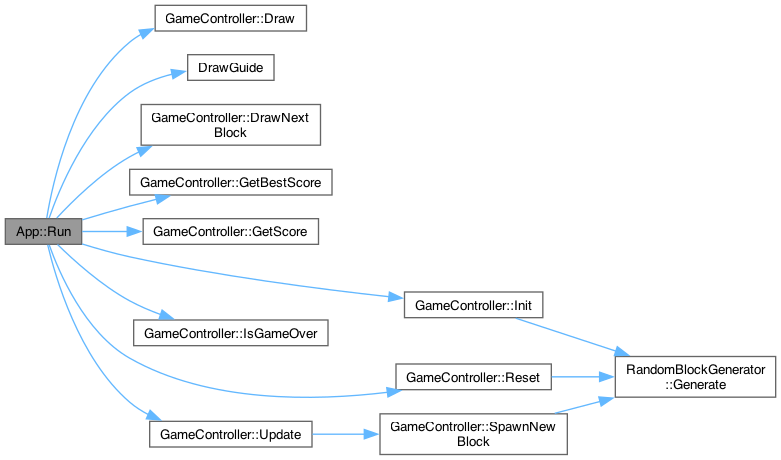 GameController::Draw
DrawGuide
GameController::DrawNext
Block
GameController::GetBestScore
App::Run
GameController::GetScore
GameController::Init
GameController::IsGameOver
RandomBlockGenerator
::Generate
GameController::Reset
GameController::Update
GameController::SpawnNew
Block